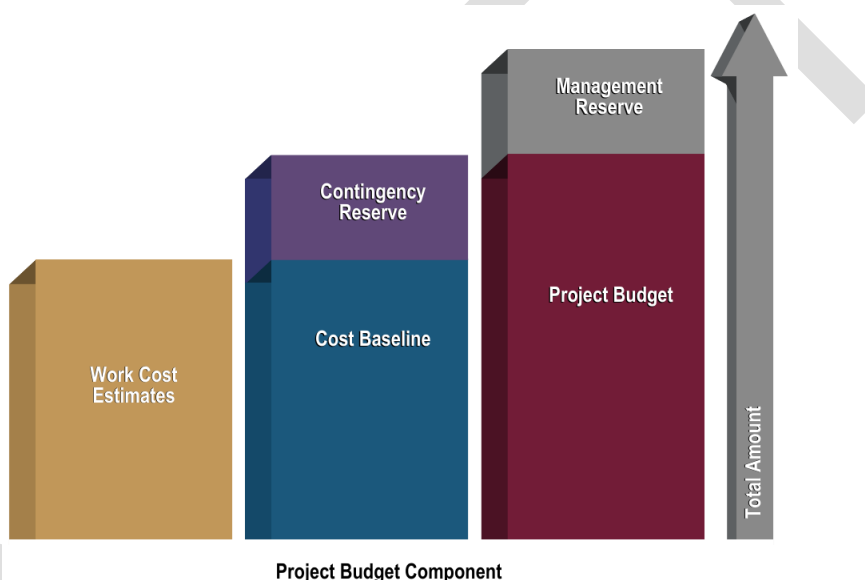 Management
Reserve
Contingency
Reserve
Project Budget
Cost Baseline
Work Cost
Estimates
Total Amount
Project Budget Component